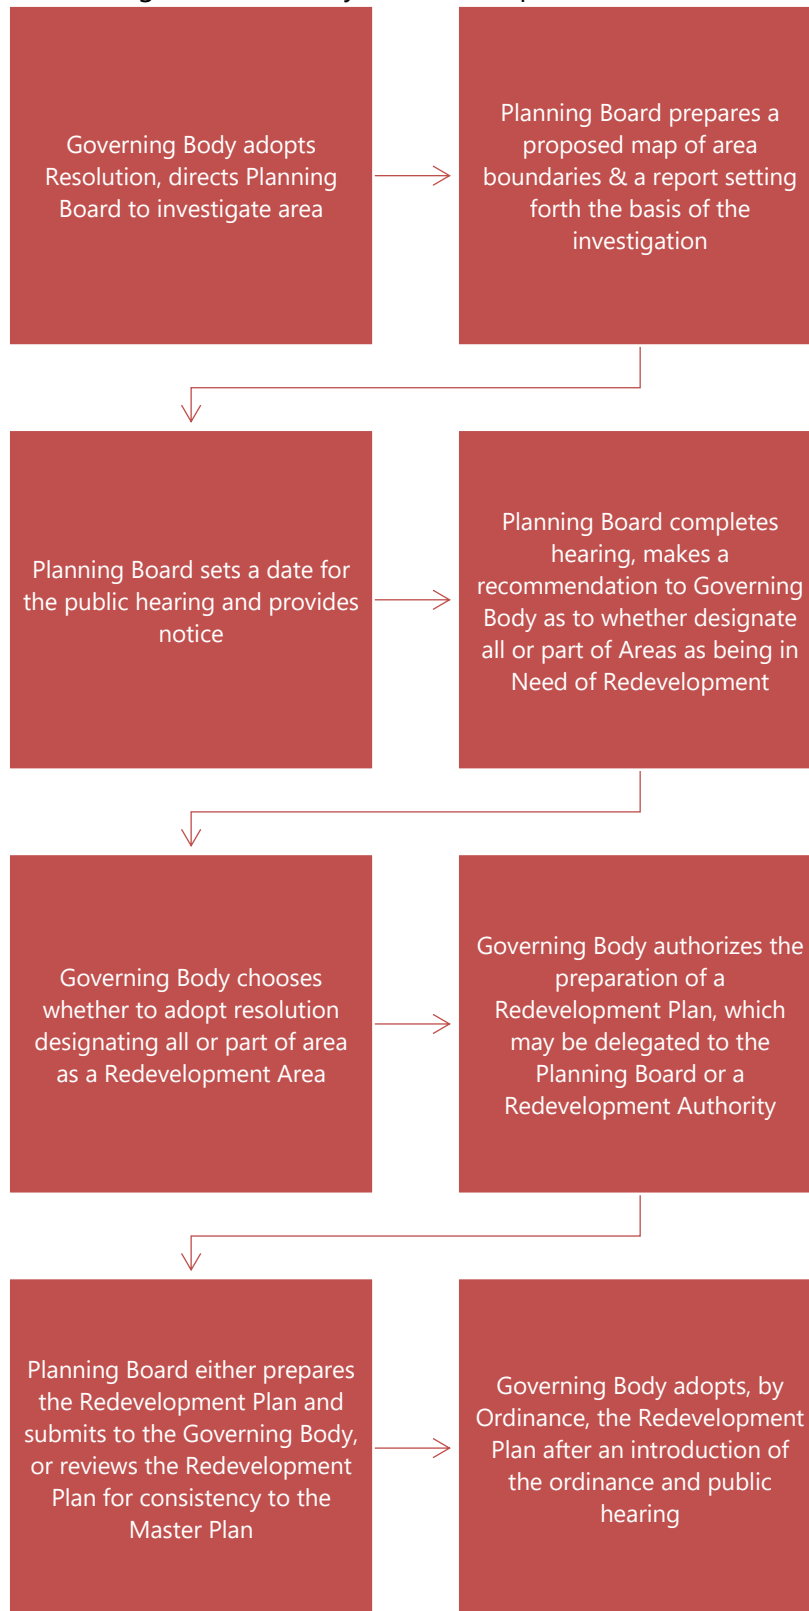 Governing Body adopts
Resolution, directs Planning
Board to investigate area
Planning Board prepares a
proposed map of area
boundaries & a report setting
forth the basis of the
investigation
Planning Board sets a date for
the public hearing and provides
notice
Planning Board completes
hearing, makes a
recommendation to Governing
Body as to whether designate
all or part of Areas as being in
Need of Redevelopment
Governing Body chooses
whether to adopt resolution
designating all or part of area
as a Redevelopment Area
Governing Body authorizes the
preparation of a
Redevelopment Plan, which
may be delegated to the
Planning Board or a
Redevelopment Authority
Planning Board either prepares
the Redevelopment Plan and
submits to the Governing Body,
or reviews the Redevelopment
Plan for consistency to the
Master Plan
Governing Body adopts, by
Ordinance, the Redevelopment
Plan after an introduction of
the ordinance and public
hearing